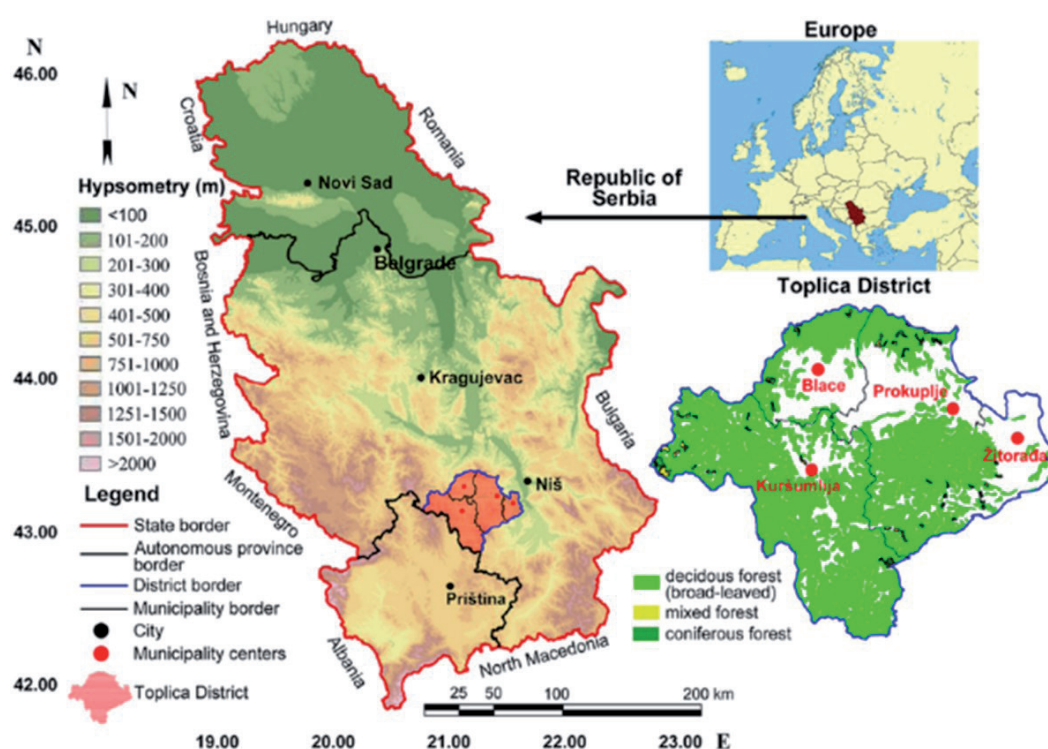 Hungary
Europe
N
46.00
N
Croatia
Romania
Hypsometry (m)
Novi Sad
Republic of
Serbia
<100
45.00
101-200
201-300
301-400
401-500
501-750
751-1000
1001-1250
1251-1500
1501-2000
>2000
Belgrade
Bosnia and Herzegovina
Toplica District
44.00
Kragujevac
Bulgaria
Blace
Prokuplje
Žitorađa
Kuršumlija
Niš
Montenegro
43.00
Legend
State border
Autonomous province
border
District border
Municipality border
City
Municipality centers
Toplica District
Priština
Albania
North Macedonia
decidous forest
(broad-leaved)
mixed forest
coniferous forest
42.00
25 50 100 200 km
19.00 20.00 21.00 22.00 23.00 E